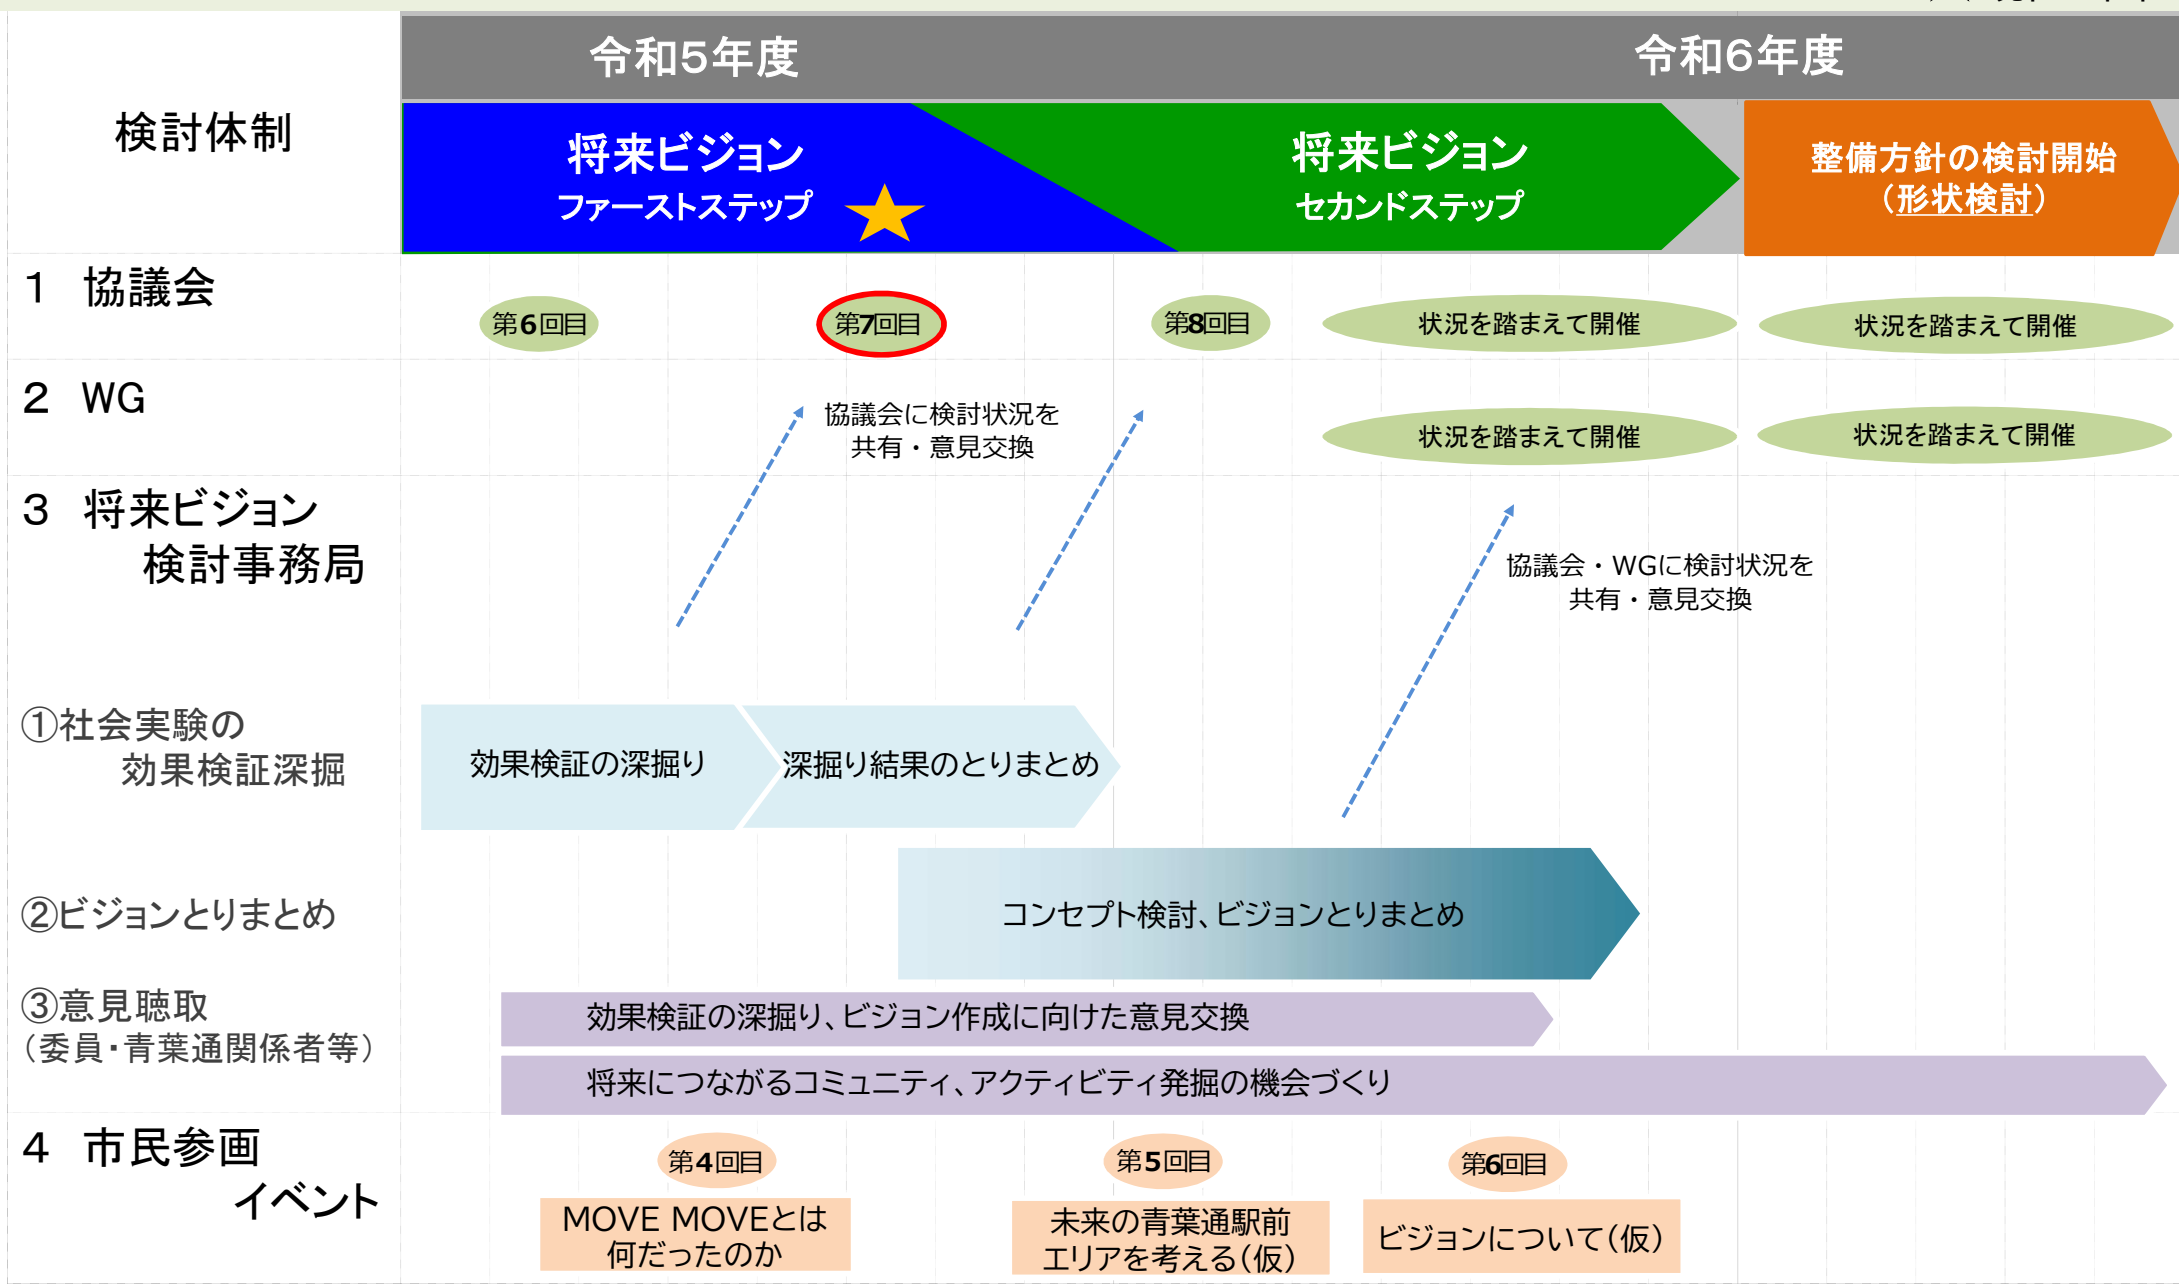 令和5年度
令和6年度
検討体制
将来ビジョン
ファーストステップ
将来ビジョン
セカンドステップ
整備方針の検討開始
（形状検討）
1 協議会
第6回目
第7回目
第8回目
状況を踏まえて開催
状況を踏まえて開催
2 WG
協議会に検討状況を
共有・意見交換
状況を踏まえて開催
状況を踏まえて開催
3 将来ビジョン
検討事務局
協議会・WGに検討状況を
共有・意見交換
①社会実験の
効果検証深掘
効果検証の深掘り
深掘り結果のとりまとめ
②ビジョンとりまとめ
コンセプト検討、ビジョンとりまとめ
③意見聴取
（委員・青葉通関係者等）
効果検証の深掘り、ビジョン作成に向けた意見交換
将来につながるコミュニティ、アクティビティ発掘の機会づくり
4 市民参画
イベント
第4回目
第5回目
第6回目
MOVE MOVEとは
何だったのか
未来の青葉通駅前
エリアを考える（仮）
ビジョンについて（仮）